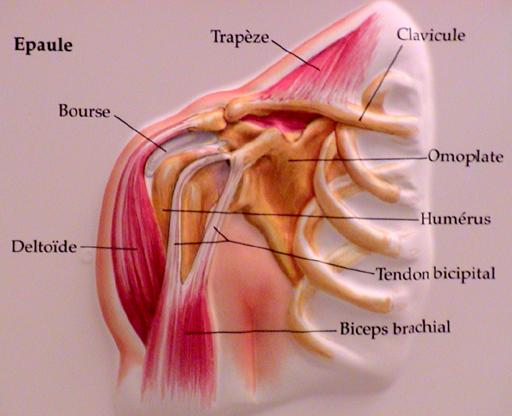 Epaule
Trapèze
Clavicule
Bourse
Omoplate
Humérus
Deltoïde
Tendon bicipital
Biceps brachial